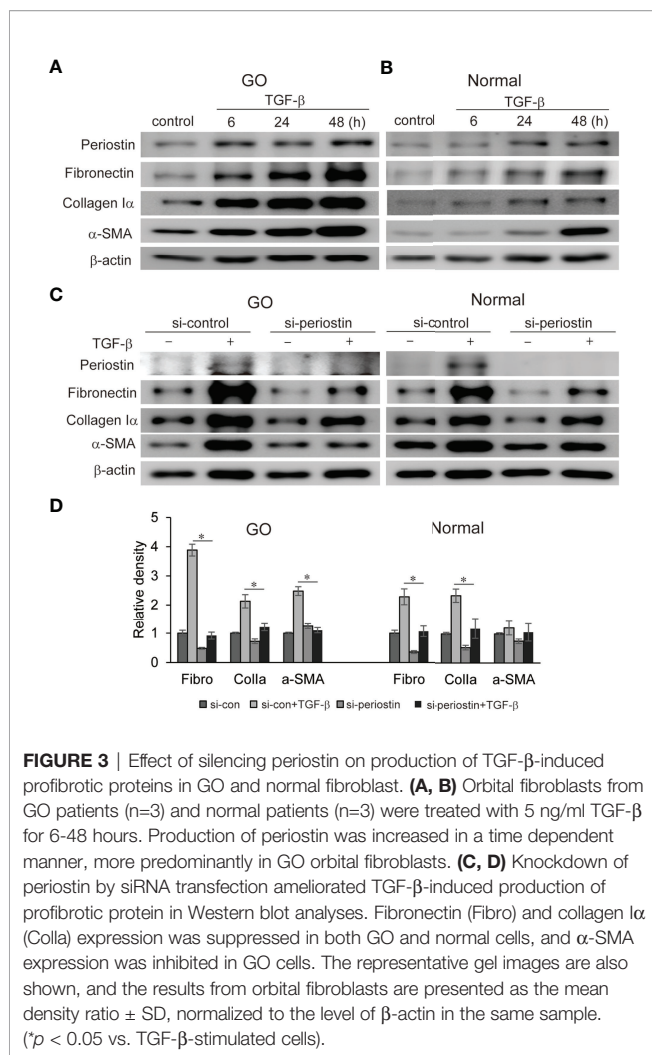 A
B
GO
Normal
TGF-β
TGF-β
control 6 24 48 (h)
control 6 24 48 (h)
Periostin
Fibronectin
Collagen Iα
α-SMA
β-actin
C
GO
Normal
si-control si-periostin si-control si-periostin
TGF-β − + − + − + − +
Periostin
Fibronectin
Collagen Iα
α-SMA
β-actin
D
GO
Normal
Relative density
5
4
3
2
1
0
* * * * *
Fibro Colla a-SMA Fibro Colla a-SMA
si-con si-con+TGF-β si-periostin si-periostin+TGF-β
FIGURE 3 | Effect of silencing periostin on production of TGF-β-induced
profibrotic proteins in GO and normal fibroblast. (A, B) Orbital fibroblasts from
GO patients (n=3) and normal patients (n=3) were treated with 5 ng/ml TGF-β
for 6-48 hours. Production of periostin was increased in a time dependent
manner, more predominantly in GO orbital fibroblasts. (C, D) Knockdown of
periostin by siRNA transfection ameliorated TGF-β-induced production of
profibrotic protein in Western blot analyses. Fibronectin (Fibro) and collagen Iα
(Colla) expression was suppressed in both GO and normal cells, and α-SMA
expression was inhibited in GO cells. The representative gel images are also
shown, and the results from orbital fibroblasts are presented as the mean
density ratio ± SD, normalized to the level of β-actin in the same sample.
(*p < 0.05 vs. TGF-β-stimulated cells).